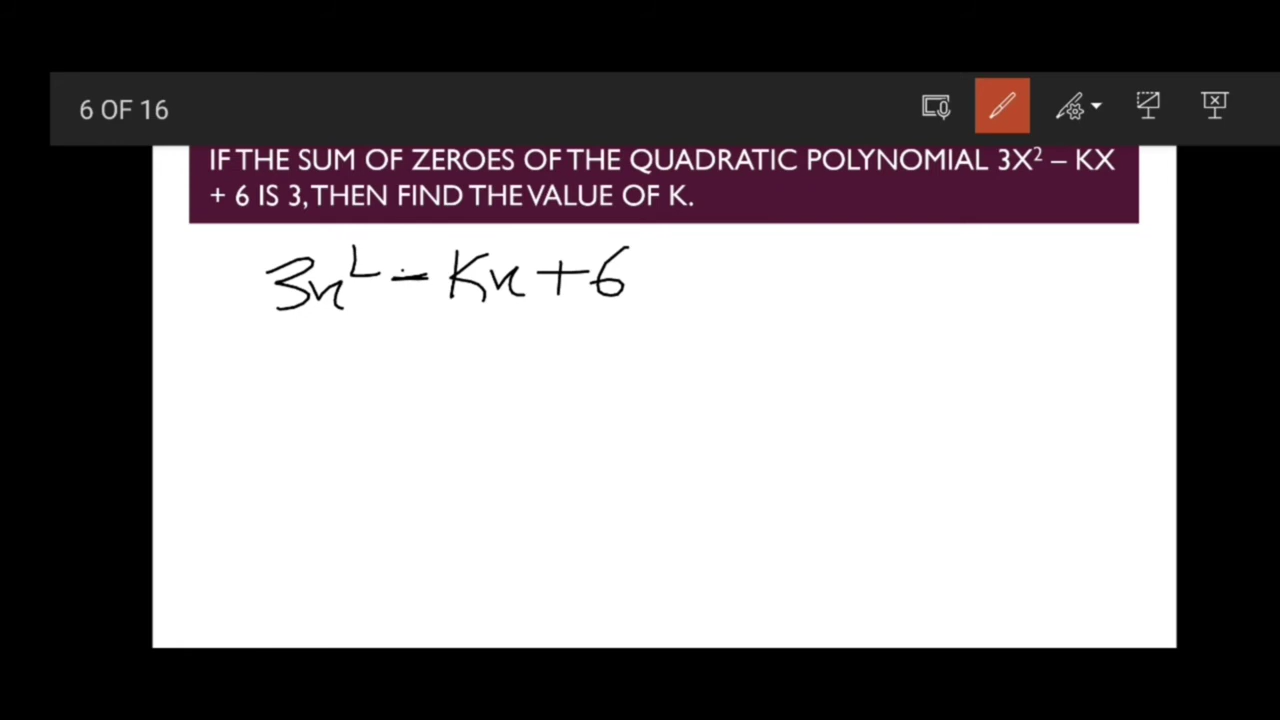 6 OF 16
IF THE SUM OF ZEROES OF THE QUADRATIC POLYNOMIAL 3X² – KX
+ 6 IS 3, THEN FIND THE VALUE OF K.
3x² - Kx + 6